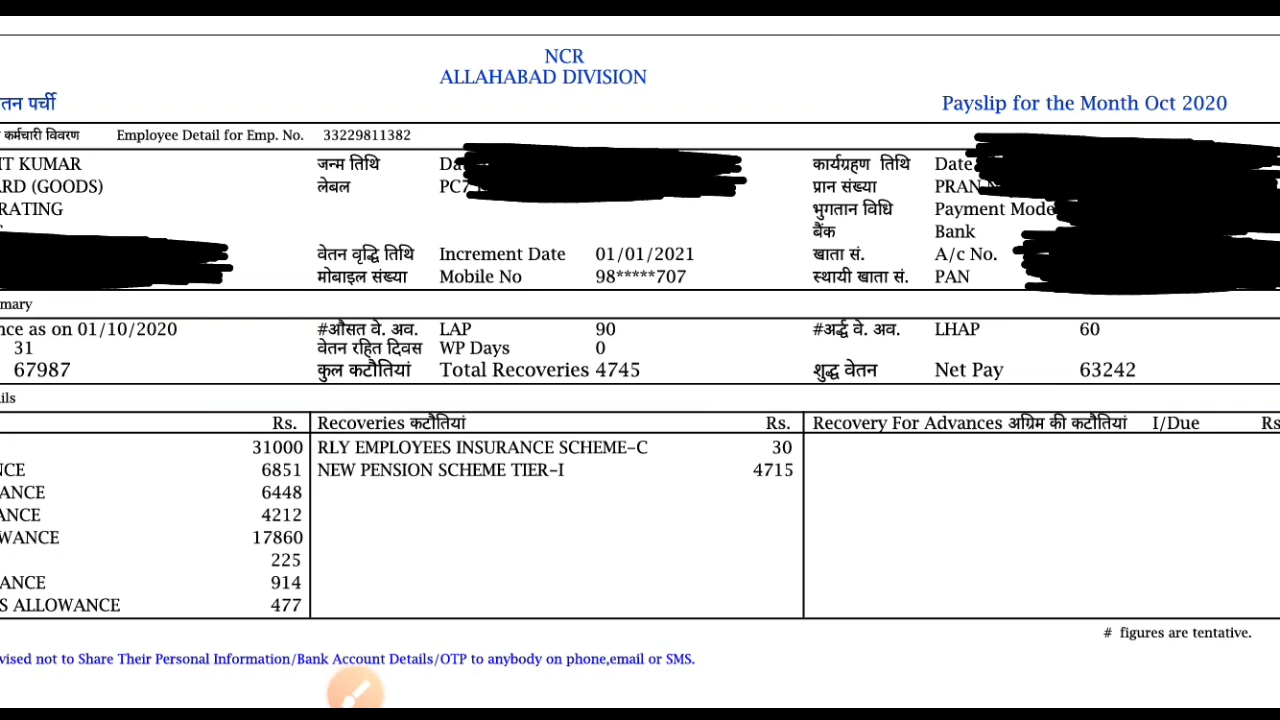 NCR
ALLAHABAD DIVISION
तन पर्ची Payslip for the Month Oct 2020
कर्मचारी विवरण Employee Detail for Emp. No. 33229811382
IT KUMAR जन्म तिथि कार्यग्रहण तिथि Date
ARD (GOODS) लेबल PC7 प्रान संख्या PRAN
RATING भुगतान विधि Payment Mode
बैंक Bank
वेतन वृद्धि तिथि Increment Date 01/01/2021 खाता सं. A/c No.
मोबाइल संख्या Mobile No 98*****707 स्थायी खाता सं. PAN
mary
nce as on 01/10/2020 #औसत वे. अव. LAP 90 #अर्द्ध वे. अव. LHAP 60
31 वेतन रहित दिवस WP Days 0
67987 कुल कटौतियां Total Recoveries 4745 शुद्ध वेतन Net Pay 63242
ils
Rs. Recoveries कटौतियां Rs. Recovery For Advances अग्रिम की कटौतियां I/Due Rs
31000 RLY EMPLOYEES INSURANCE SCHEME-C 30
NCE 6851 NEW PENSION SCHEME TIER-I 4715
ANCE 6448
ANCE 4212
WANCE 17860
225
ANCE 914
S ALLOWANCE 477
# figures are tentative.
vised not to Share Their Personal Information/Bank Account Details/OTP to anybody on phone,email or SMS.